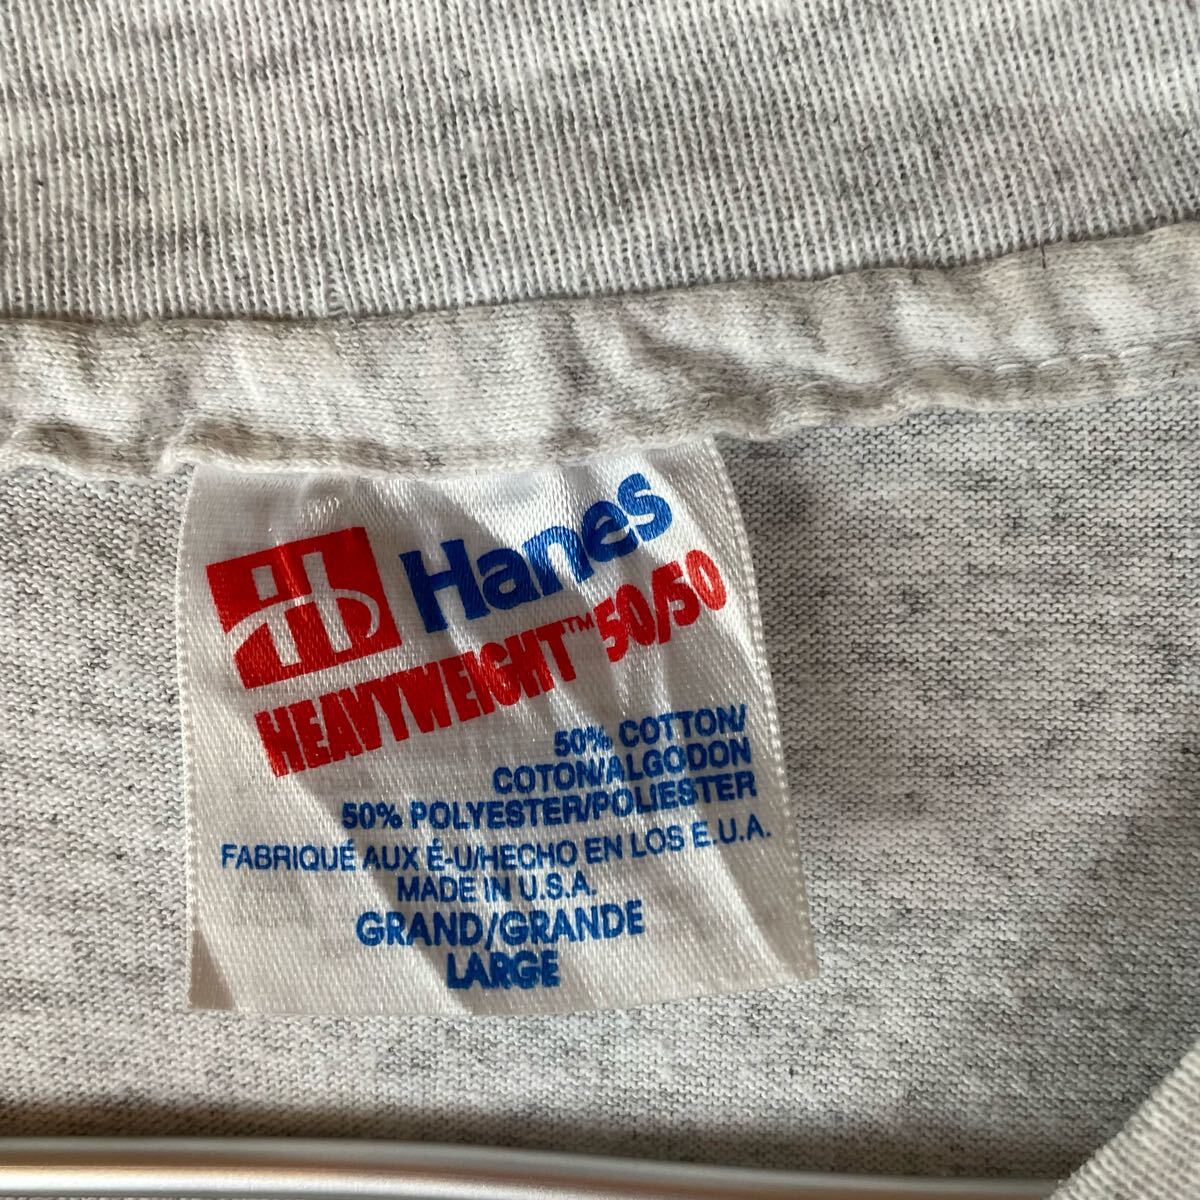 Hanes
HEAVYWEIGHT™ 50/50
50% COTTON/
COTON/ALGODON
50% POLYESTER/POLIESTER
FABRIQUÉ AUX É-U/HECHO EN LOS E.U.A.
MADE IN U.S.A.
GRAND/GRANDE
LARGE